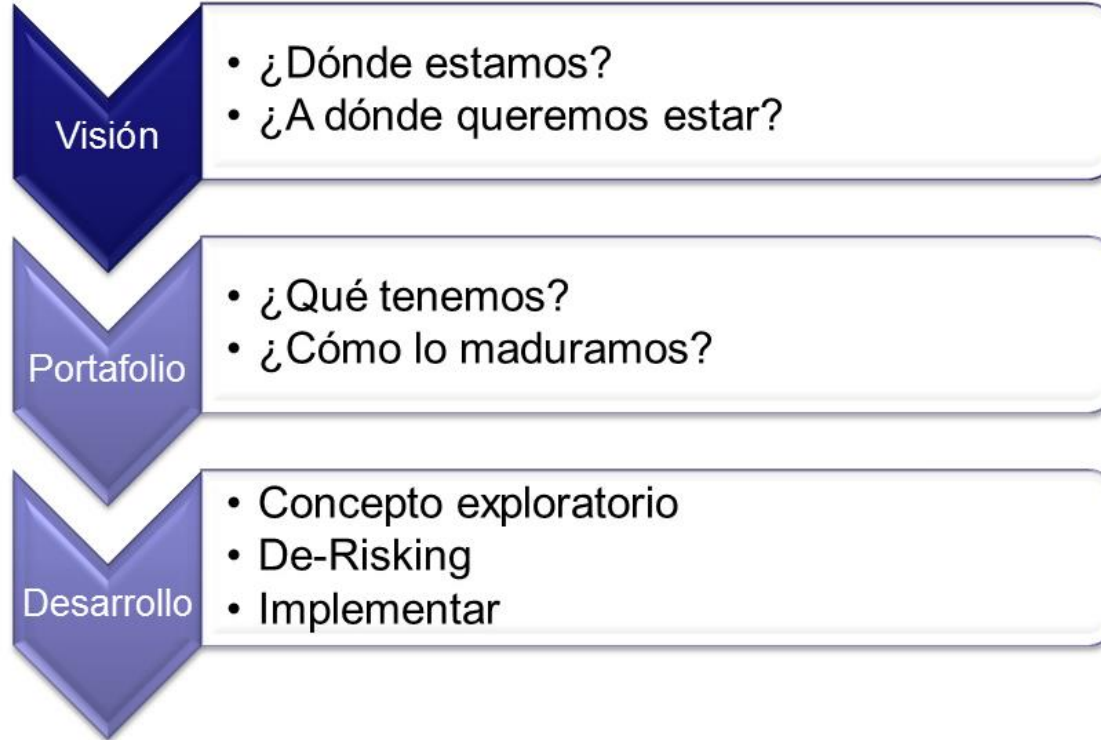 Visión
• ¿Dónde estamos?
• ¿A dónde queremos estar?
Portafolio
• ¿Qué tenemos?
• ¿Cómo lo maduramos?
Desarrollo
• Concepto exploratorio
• De-Risking
• Implementar